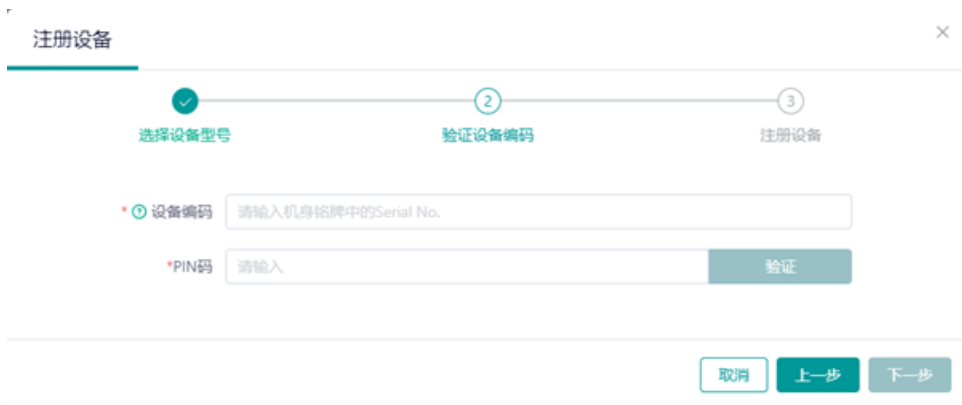 注册设备
2
3
选择设备型号
验证设备编码
注册设备
* 设备编码
请输入机身铭牌中的Serial No.
*PIN码
请输入
验证
取消
上一步
下一步